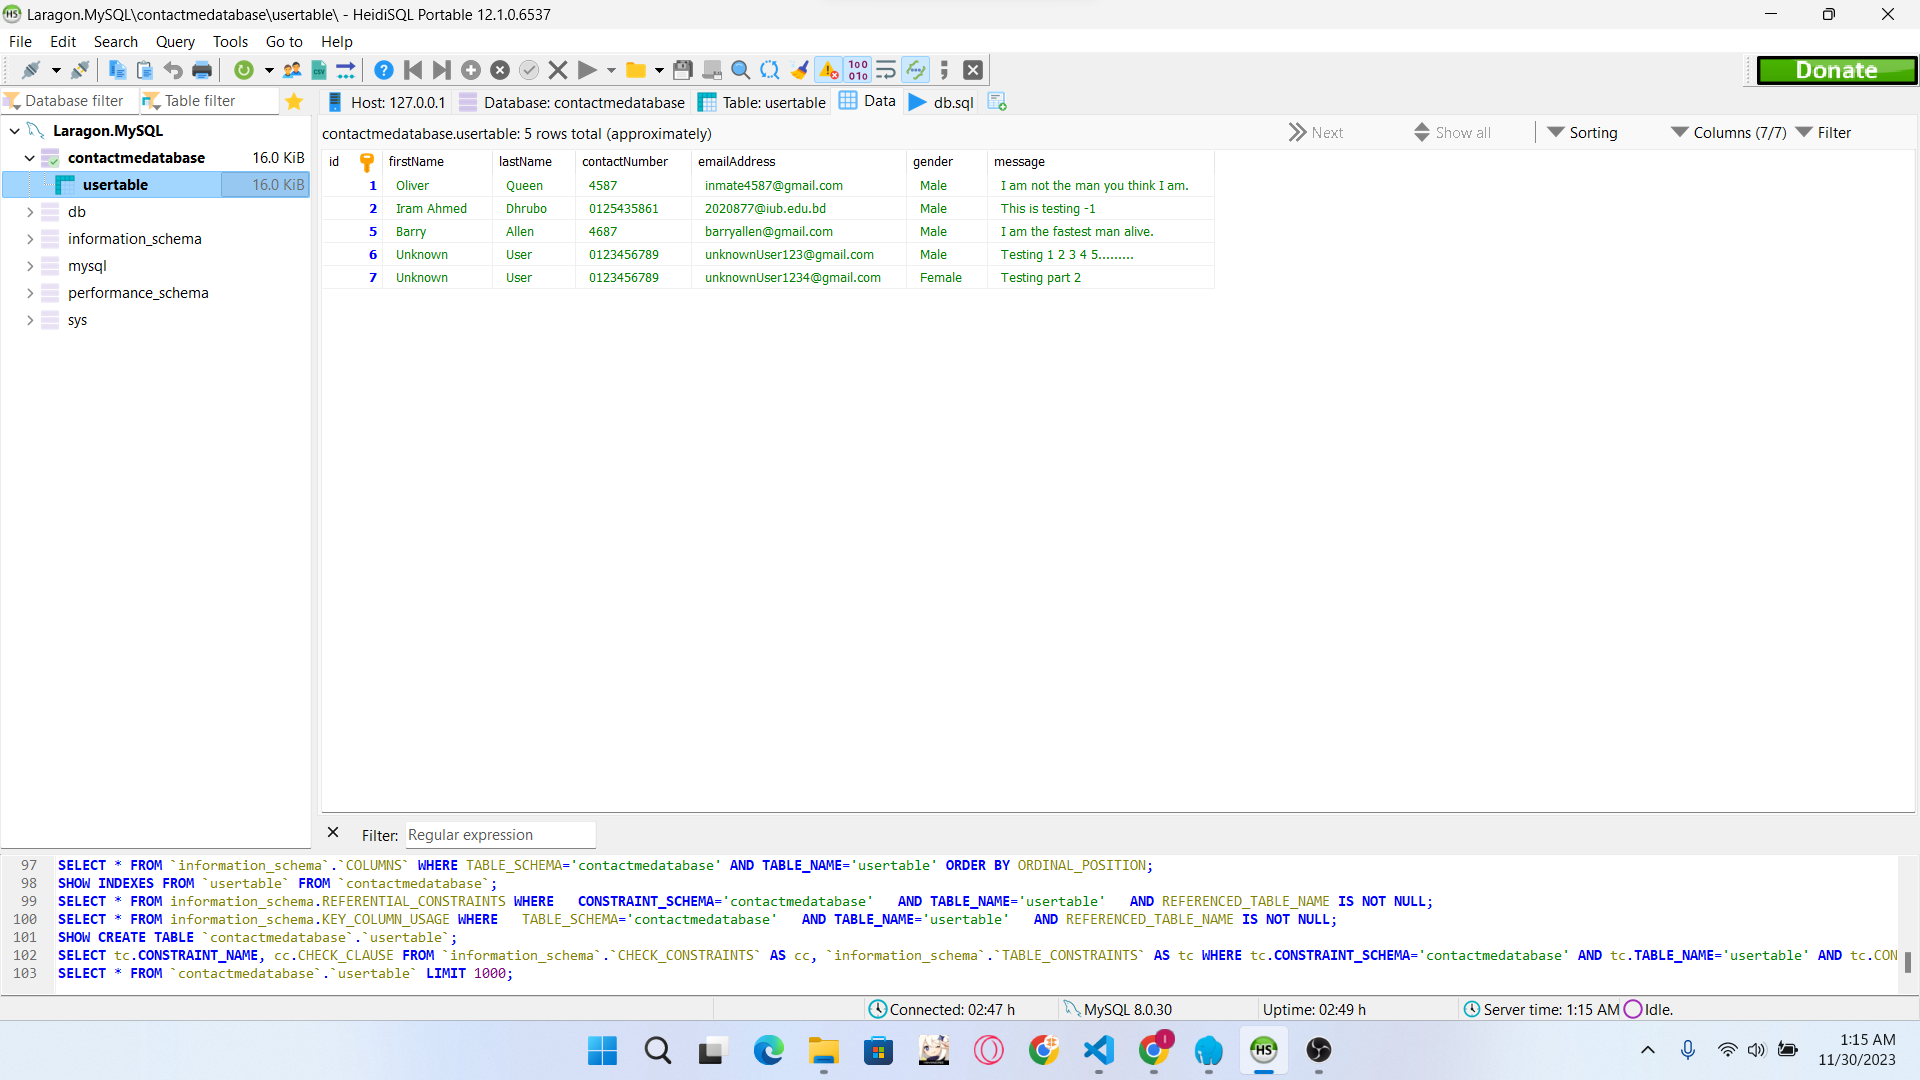 Laragon.MySQL\contactmedatabase\usertable\ - HeidiSQL Portable 12.1.0.6537
File Edit Search Query Tools Go to Help
Donate
Database filter Table filter Host: 127.0.0.1 Database: contactmedatabase Table: usertable Data db.sql
Laragon.MySQL
contactmedatabase 16.0 KiB
usertable 16.0 KiB
db
information_schema
mysql
performance_schema
sys
contactmedatabase.usertable: 5 rows total (approximately) Next Show all Sorting Columns (7/7) Filter
id firstName lastName contactNumber emailAddress gender message
1 Oliver Queen 4587 inmate4587@gmail.com Male I am not the man you think I am.
2 Iram Ahmed Dhrubo 0125435861 2020877@iub.edu.bd Male This is testing -1
5 Barry Allen 4687 barryallen@gmail.com Male I am the fastest man alive.
6 Unknown User 0123456789 unknownUser123@gmail.com Male Testing 1 2 3 4 5.........
7 Unknown User 0123456789 unknownUser1234@gmail.com Female Testing part 2
Filter: Regular expression
97 SELECT * FROM `information_schema`.`COLUMNS` WHERE TABLE_SCHEMA='contactmedatabase' AND TABLE_NAME='usertable' ORDER BY ORDINAL_POSITION;
98 SHOW INDEXES FROM `usertable` FROM `contactmedatabase`;
99 SELECT * FROM information_schema.REFERENTIAL_CONSTRAINTS WHERE   CONSTRAINT_SCHEMA='contactmedatabase'   AND TABLE_NAME='usertable'   AND REFERENCED_TABLE_NAME IS NOT NULL;
100 SELECT * FROM information_schema.KEY_COLUMN_USAGE WHERE   TABLE_SCHEMA='contactmedatabase'   AND TABLE_NAME='usertable'   AND REFERENCED_TABLE_NAME IS NOT NULL;
101 SHOW CREATE TABLE `contactmedatabase`.`usertable`;
102 SELECT tc.CONSTRAINT_NAME, cc.CHECK_CLAUSE FROM `information_schema`.`CHECK_CONSTRAINTS` AS cc, `information_schema`.`TABLE_CONSTRAINTS` AS tc WHERE tc.CONSTRAINT_SCHEMA='contactmedatabase' AND tc.TABLE_NAME='usertable' AND tc.CON
103 SELECT * FROM `contactmedatabase`.`usertable` LIMIT 1000;
Connected: 02:47 h MySQL 8.0.30 Uptime: 02:49 h Server time: 1:15 AM Idle.
1:15 AM
11/30/2023